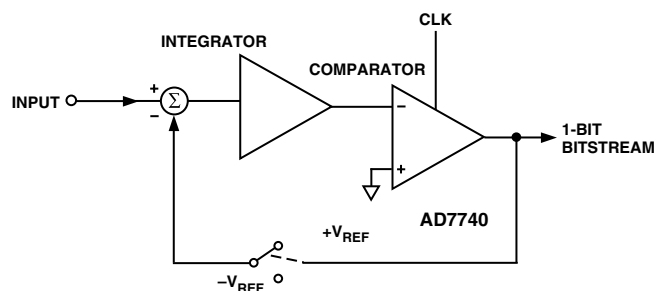 CLK
INTEGRATOR
COMPARATOR
INPUT
+
−
Σ
−
+
1-BIT
BITSTREAM
AD7740
+VREF
−VREF